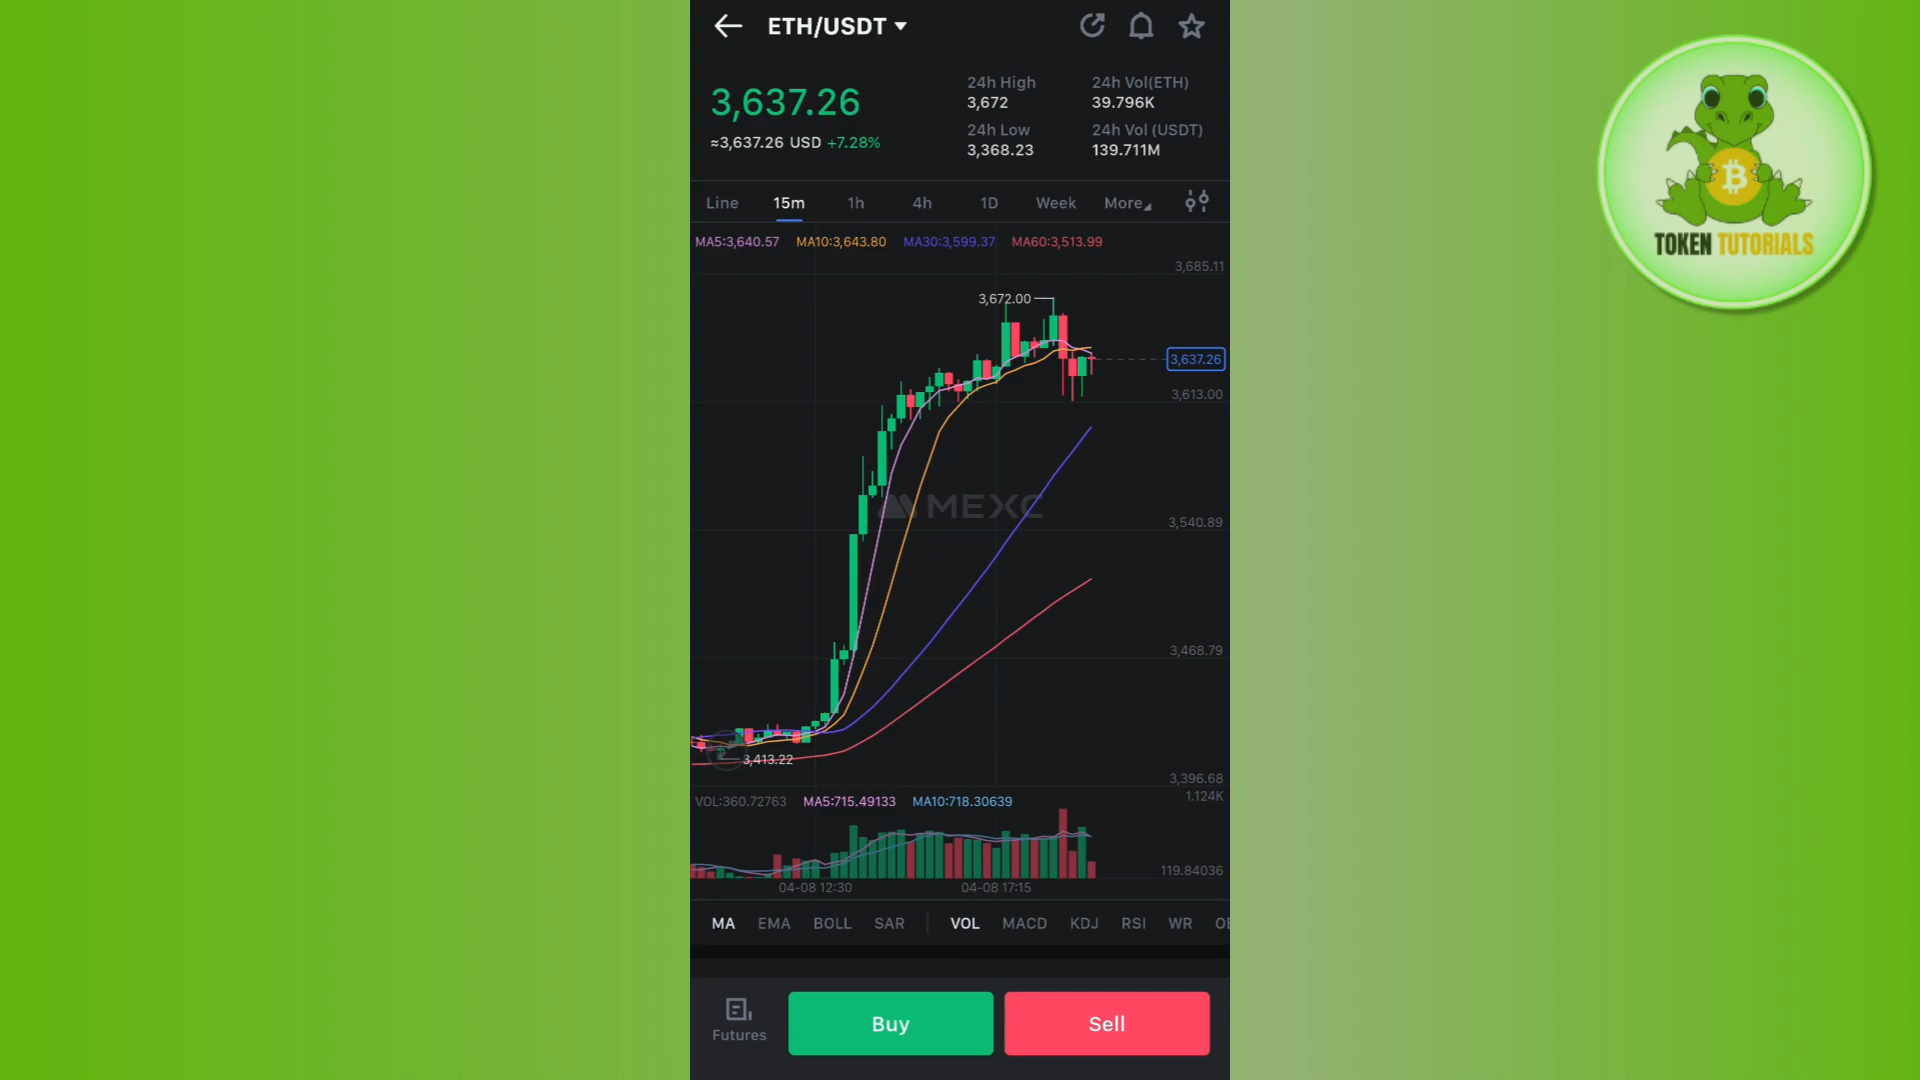 ETH/USDT
3,637.26
≈3,637.26 USD +7.28%
24h High
3,672
24h Low
3,368.23
24h Vol(ETH)
39.796K
24h Vol (USDT)
139.711M
Line 15m 1h 4h 1D Week More
MA5:3,640.57 MA10:3,643.80 MA30:3,599.37 MA60:3,513.99
3,685.11
3,672.00
3,637.26
3,613.00
MEXC
3,540.89
3,468.79
3,413.22
3,396.68
VOL:360.72763 MA5:715.49133 MA10:718.30639
1.124K
119.84036
04-08 12:30 04-08 17:15
MA EMA BOLL SAR VOL MACD KDJ RSI WR
Futures
Buy
Sell
TOKEN TUTORIALS